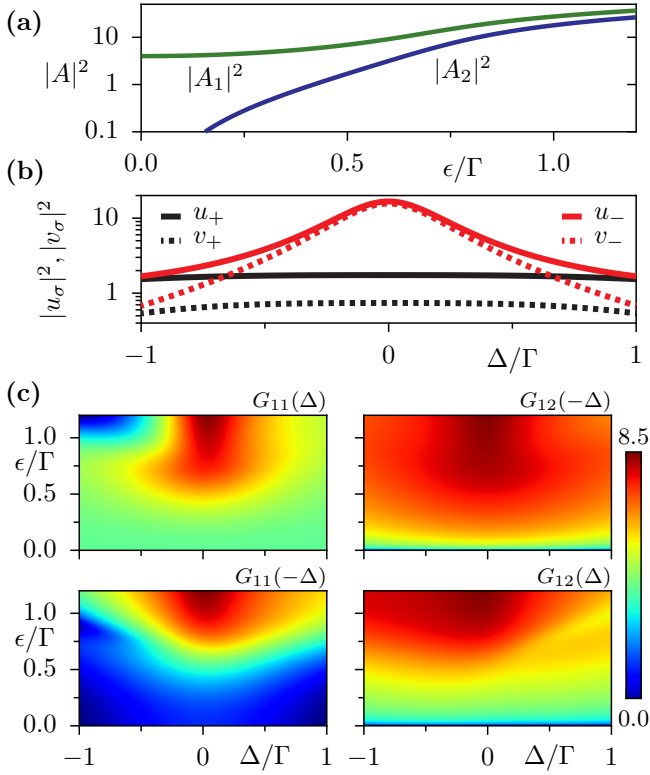 (a)
|A|²
10
1
0.1
|A₁|²
|A₂|²
0.0
0.5
1.0
ϵ/Γ
(b)
|u_σ|², |v_σ|²
10
1
u₊
v₊
u₋
v₋
−1
0
Δ/Γ
1
(c)
G₁₁(Δ)
G₁₂(−Δ)
ϵ/Γ
1.0
0.5
0.0
8.5
0.0
G₁₁(−Δ)
G₁₂(Δ)
ϵ/Γ
1.0
0.5
0.0
−1
0
Δ/Γ
1
−1
0
Δ/Γ
1